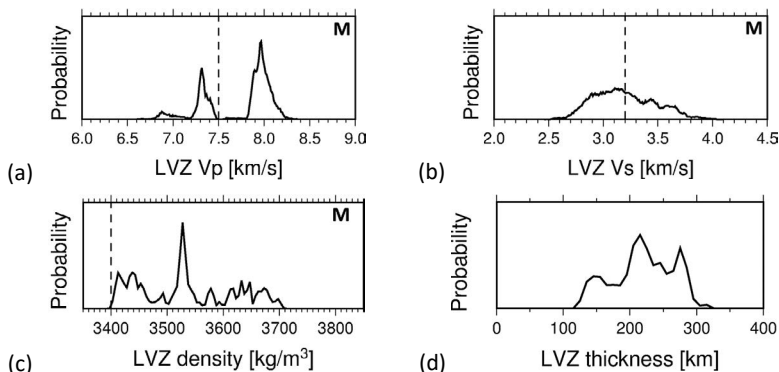 M
Probability
6.0 6.5 7.0 7.5 8.0 8.5 9.0
(a) LVZ Vp [km/s]
M
Probability
2.0 2.5 3.0 3.5 4.0 4.5
(b) LVZ Vs [km/s]
M
Probability
3400 3500 3600 3700 3800
(c) LVZ density [kg/m³]
Probability
0 100 200 300 400
(d) LVZ thickness [km]